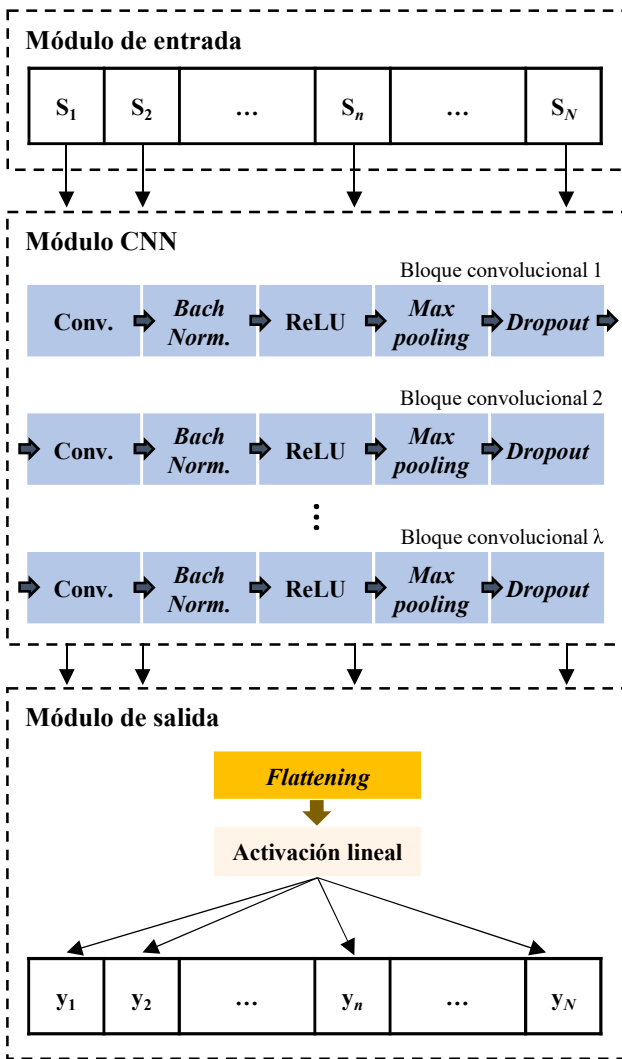 Módulo de entrada
S1 S2 ... Sn ... SN
Módulo CNN
Bloque convolucional 1
Conv. Bach Norm. ReLU Max pooling Dropout
Bloque convolucional 2
Conv. Bach Norm. ReLU Max pooling Dropout
⋮
Bloque convolucional λ
Conv. Bach Norm. ReLU Max pooling Dropout
Módulo de salida
Flattening
Activación lineal
y1 y2 ... yn ... yN